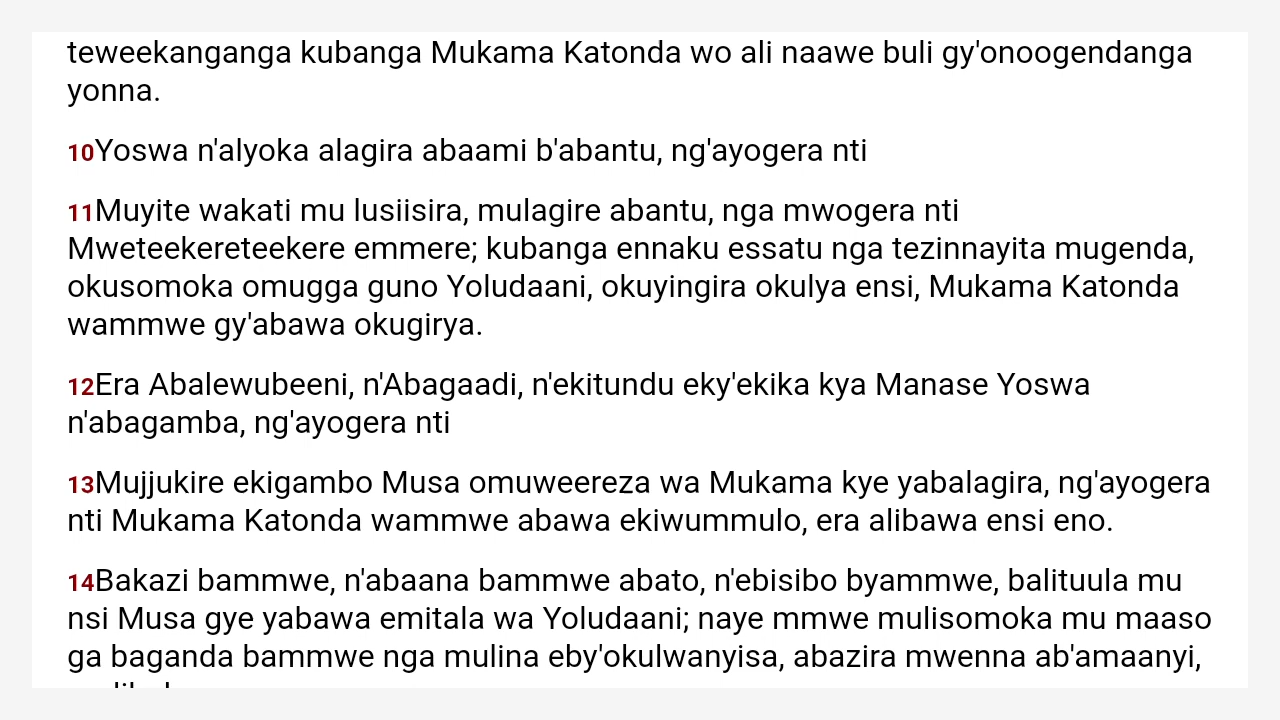 teweekanganga kubanga Mukama Katonda wo ali naawe buli gy'onoogendanga
yonna.
10Yoswa n'alyoka alagira abaami b'abantu, ng'ayogera nti
11Muyite wakati mu lusiisira, mulagire abantu, nga mwogera nti
Mweteekereteekere emmere; kubanga ennaku essatu nga tezinnayita mugenda,
okusomoka omugga guno Yoludaani, okuyingira okulya ensi, Mukama Katonda
wammwe gy'abawa okugirya.
12Era Abalewubeeni, n'Abagaadi, n'ekitundu eky'ekika kya Manase Yoswa
n'abagamba, ng'ayogera nti
13Mujjukire ekigambo Musa omuweereza wa Mukama kye yabalagira, ng'ayogera
nti Mukama Katonda wammwe abawa ekiwummulo, era alibawa ensi eno.
14Bakazi bammwe, n'abaana bammwe abato, n'ebisibo byammwe, balituula mu
nsi Musa gye yabawa emitala wa Yoludaani; naye mmwe mulisomoka mu maaso
ga baganda bammwe nga mulina eby'okulwanyisa, abazira mwenna ab'amaanyi,